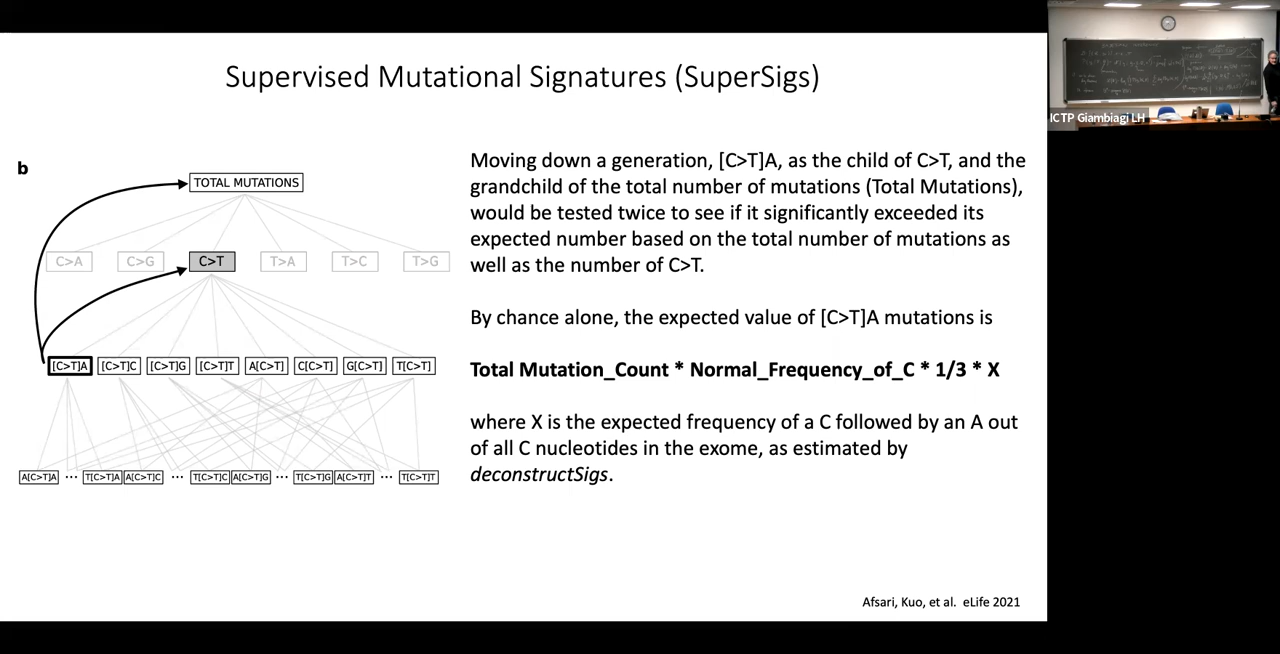 Supervised Mutational Signatures (SuperSigs)
b
TOTAL MUTATIONS
C>A C>G C>T T>A T>C T>G
[C>T]A [C>T]C [C>T]G [C>T]T A[C>T] C[C>T] G[C>T] T[C>T]
A[C>T]A ... T[C>T]A A[C>T]C ... T[C>T]C A[C>T]G ... T[C>T]G A[C>T]T ... T[C>T]T
Moving down a generation, [C>T]A, as the child of C>T, and the
grandchild of the total number of mutations (Total Mutations),
would be tested twice to see if it significantly exceeded its
expected number based on the total number of mutations as
well as the number of C>T.
By chance alone, the expected value of [C>T]A mutations is
Total Mutation_Count * Normal_Frequency_of_C * 1/3 * X
where X is the expected frequency of a C followed by an A out
of all C nucleotides in the exome, as estimated by
deconstructSigs.
Afsari, Kuo, et al. eLife 2021
ICTP Giambiagi LH